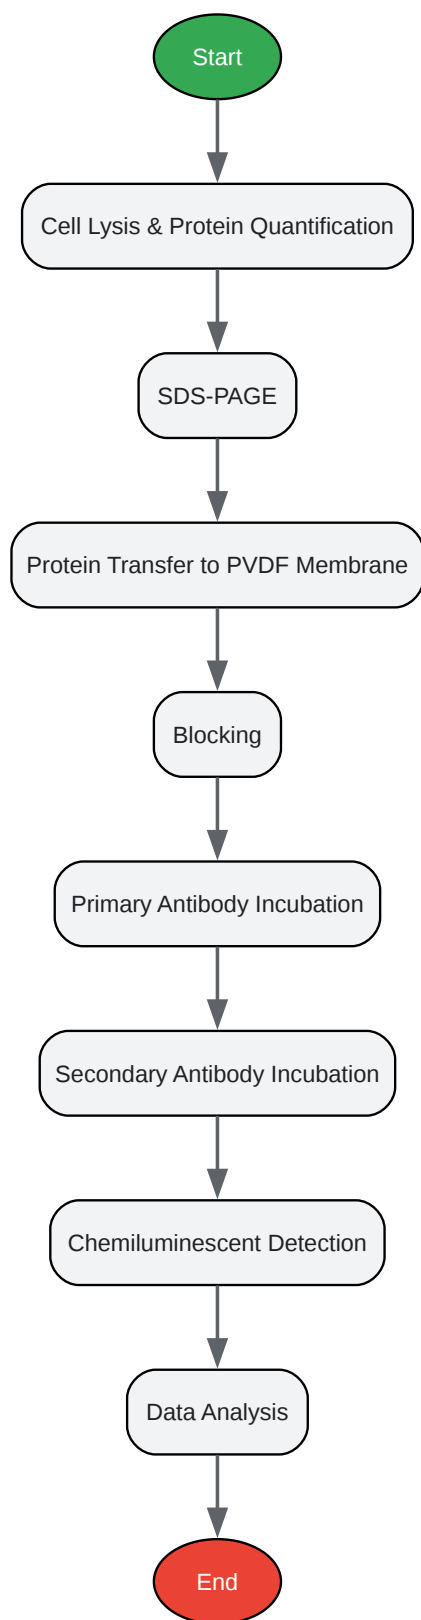 Start
Cell Lysis & Protein Quantification
SDS-PAGE
Protein Transfer to PVDF Membrane
Blocking
Primary Antibody Incubation
Secondary Antibody Incubation
Chemiluminescent Detection
Data Analysis
End